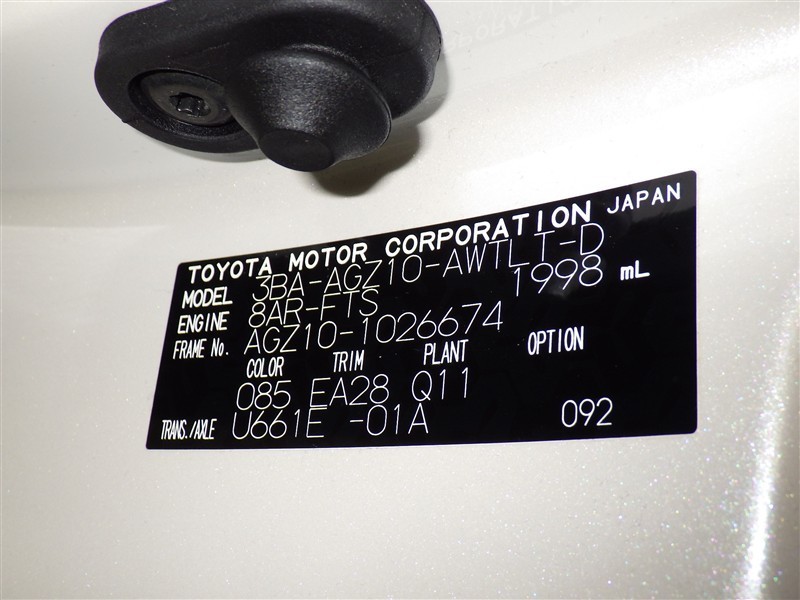 TOYOTA MOTOR CORPORATION JAPAN
MODEL 3BA-AGZ10-AWTLT-D
ENGINE 8AR-FTS 1998 mL
FRAME No. AGZ10-1026674
COLOR TRIM PLANT OPTION
085 EA28 Q11
TRANS./AXLE U661E -01A 092